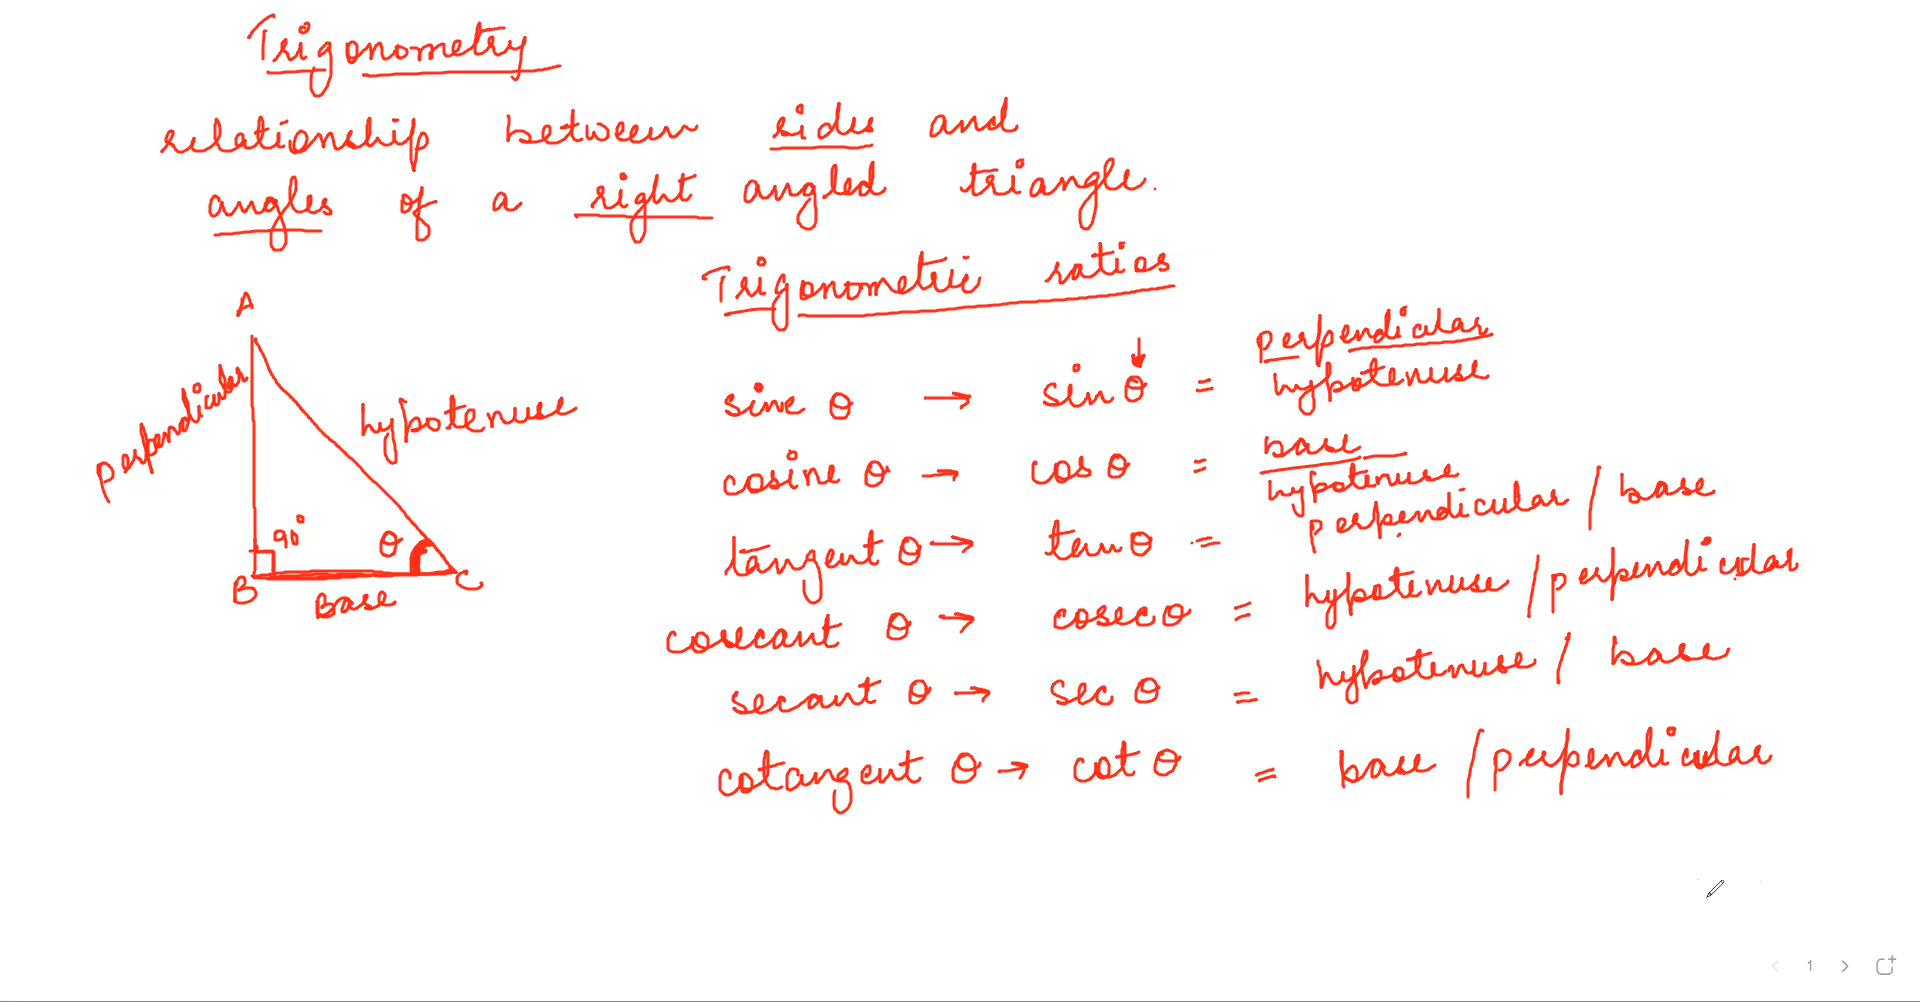 Trigonometry
relationship between sides and
angles of a right angled triangle.
Trigonometric ratios
A
perpendicular
hypotenuse
90°
θ
B
Base
C
sine θ → sin θ = perpendicular / hypotenuse
cosine θ → cos θ = base / hypotenuse
tangent θ → tan θ = perpendicular / base
cosecant θ → cosec θ = hypotenuse / perpendicular
secant θ → sec θ = hypotenuse / base
cotangent θ → cot θ = base / perpendicular
1